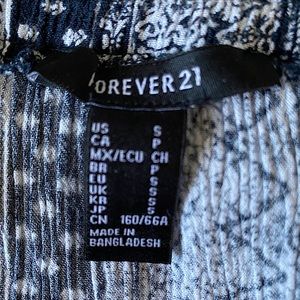 FOREVER 21
US S
CA P
MX/ECU CH
BR P
EU S
UK S
KR S
JP S
CN 160/66A
MADE IN
BANGLADESH